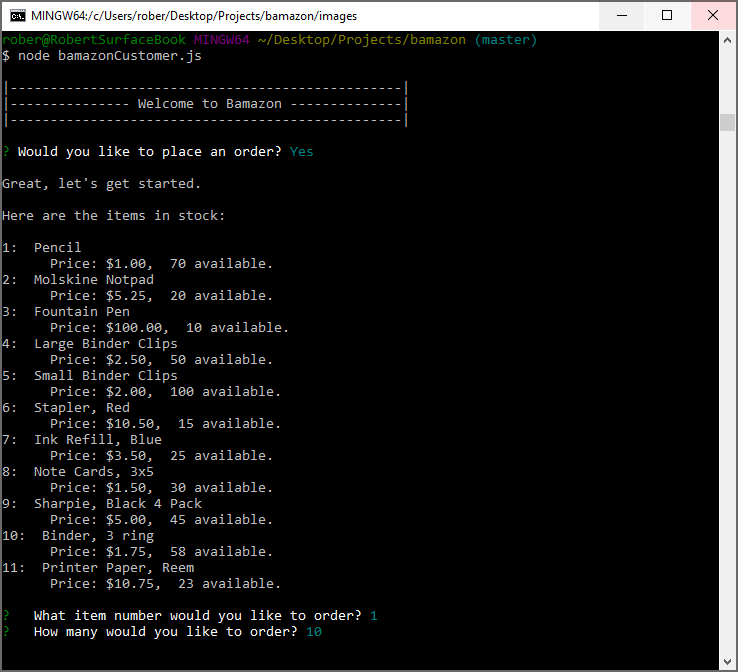 MINGW64:/c/Users/rober/Desktop/Projects/bamazon/images
rober@RobertSurfaceBook MINGW64 ~/Desktop/Projects/bamazon (master)
$ node bamazonCustomer.js
|-------------------------------------------------|
|--------------- Welcome to Bamazon --------------|
|-------------------------------------------------|
? Would you like to place an order? Yes
Great, let's get started.
Here are the items in stock:
1:  Pencil
      Price: $1.00,  70 available.
2:  Molskine Notpad
      Price: $5.25,  20 available.
3:  Fountain Pen
      Price: $100.00,  10 available.
4:  Large Binder Clips
      Price: $2.50,  50 available.
5:  Small Binder Clips
      Price: $2.00,  100 available.
6:  Stapler, Red
      Price: $10.50,  15 available.
7:  Ink Refill, Blue
      Price: $3.50,  25 available.
8:  Note Cards, 3x5
      Price: $1.50,  30 available.
9:  Sharpie, Black 4 Pack
      Price: $5.00,  45 available.
10:  Binder, 3 ring
      Price: $1.75,  58 available.
11:  Printer Paper, Reem
      Price: $10.75,  23 available.
?   What item number would you like to order? 1
?   How many would you like to order? 10